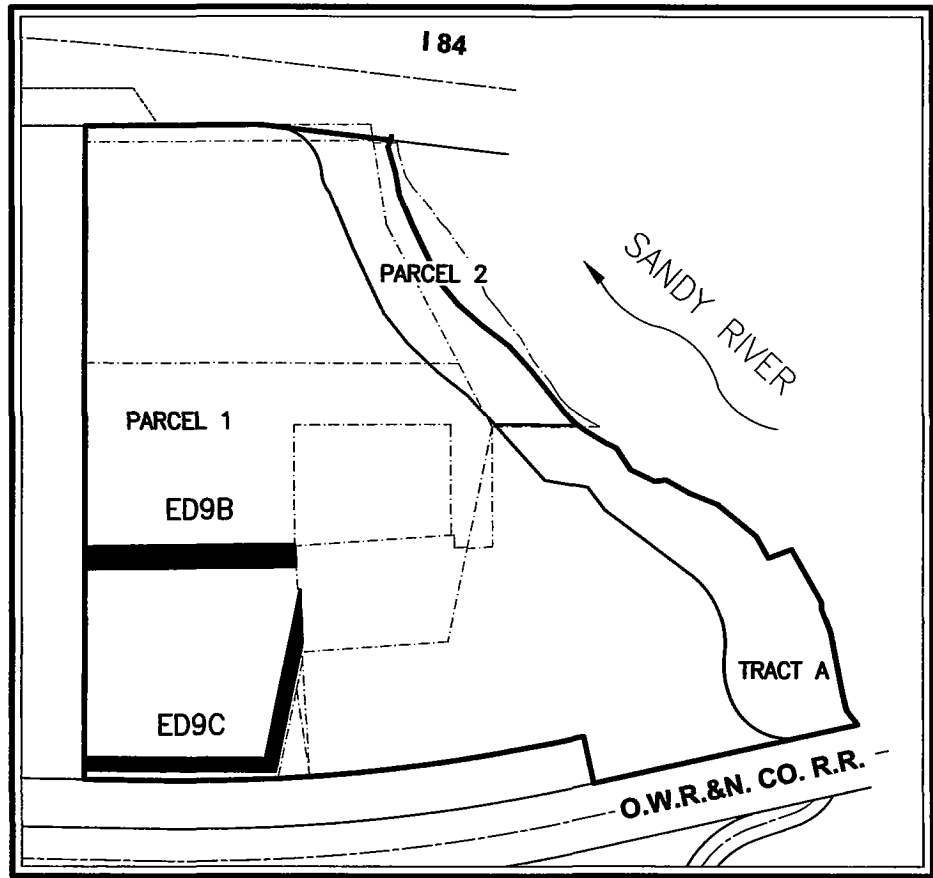 I 84
PARCEL 2
SANDY RIVER
PARCEL 1
ED9B
TRACT A
ED9C
O.W.R.&N. CO. R.R.